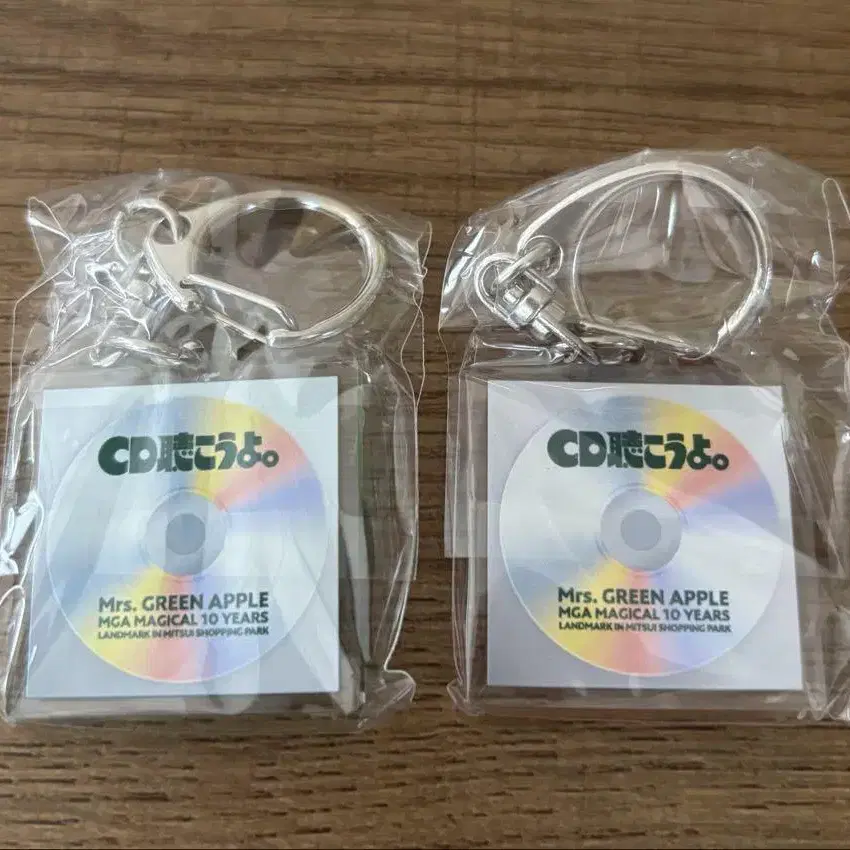 CD聴こうよ。
Mrs. GREEN APPLE
MGA MAGICAL 10 YEARS
LANDMARK IN MITSUI SHOPPING PARK
CD聴こうよ。
Mrs. GREEN APPLE
MGA MAGICAL 10 YEARS
LANDMARK IN MITSUI SHOPPING PARK